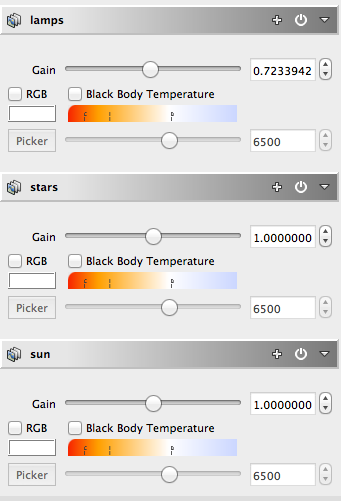 lamps
Gain 0.7233942
RGB Black Body Temperature
Picker 6500
stars
Gain 1.0000000
RGB Black Body Temperature
Picker 6500
sun
Gain 1.0000000
RGB Black Body Temperature
Picker 6500